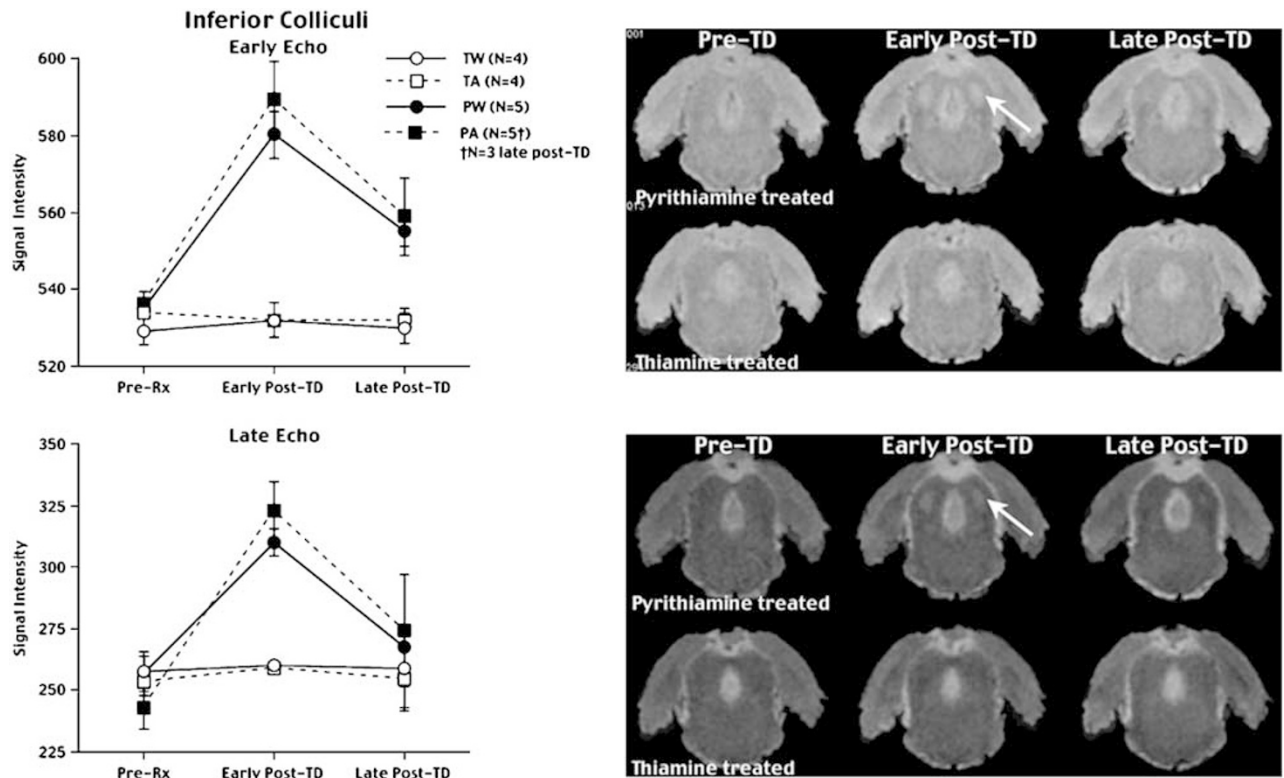 Inferior Colliculi
Early Echo
Signal Intensity
600
580
560
540
520
Pre-Rx
Early Post-TD
Late Post-TD
TW (N=4)
TA (N=4)
PW (N=5)
PA (N=5†)
†N=3 late post-TD
Late Echo
Signal Intensity
350
325
300
275
250
225
Pre-Rx
Early Post-TD
Late Post-TD
001
Pre-TD
Early Post-TD
Late Post-TD
Pyrithiamine treated
013
Thiamine treated
Pre-TD
Early Post-TD
Late Post-TD
Pyrithiamine treated
Thiamine treated